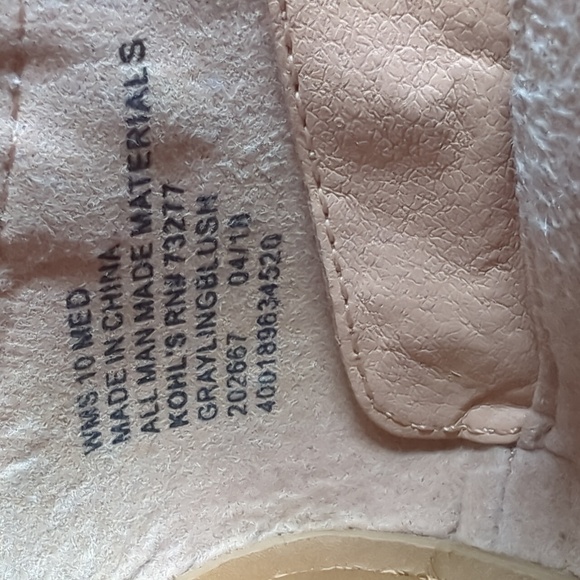 WMS 10 MED
MADE IN CHINA
ALL MAN MADE MATERIALS
KOHL'S RN# 73277
GRAYLINGBLUSH
202667 04/18
400189634520